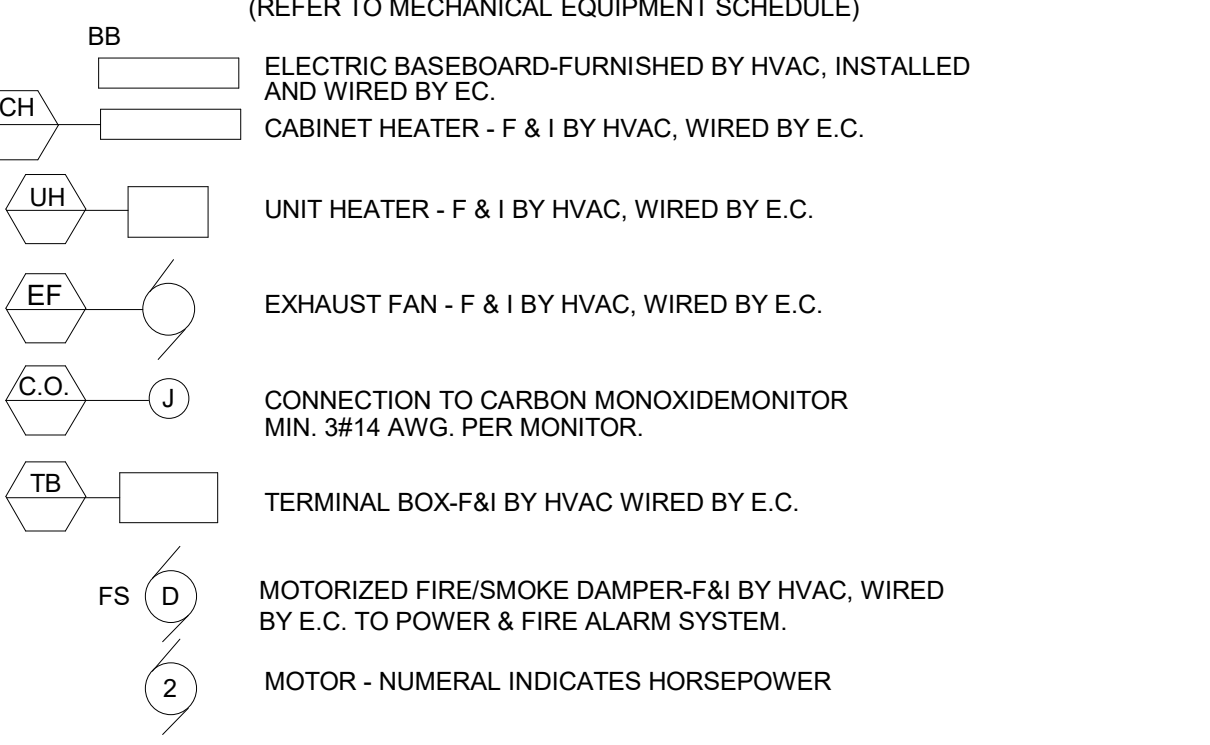 (REFER TO MECHANICAL EQUIPMENT SCHEDULE)
BB
ELECTRIC BASEBOARD-FURNISHED BY HVAC, INSTALLED
AND WIRED BY EC.
CH
CABINET HEATER - F & I BY HVAC, WIRED BY E.C.
UH
UNIT HEATER - F & I BY HVAC, WIRED BY E.C.
EF
EXHAUST FAN - F & I BY HVAC, WIRED BY E.C.
C.O.
J
CONNECTION TO CARBON MONOXIDEMONITOR
MIN. 3#14 AWG. PER MONITOR.
TB
TERMINAL BOX-F&I BY HVAC WIRED BY E.C.
FS
D
MOTORIZED FIRE/SMOKE DAMPER-F&I BY HVAC, WIRED
BY E.C. TO POWER & FIRE ALARM SYSTEM.
2
MOTOR - NUMERAL INDICATES HORSEPOWER